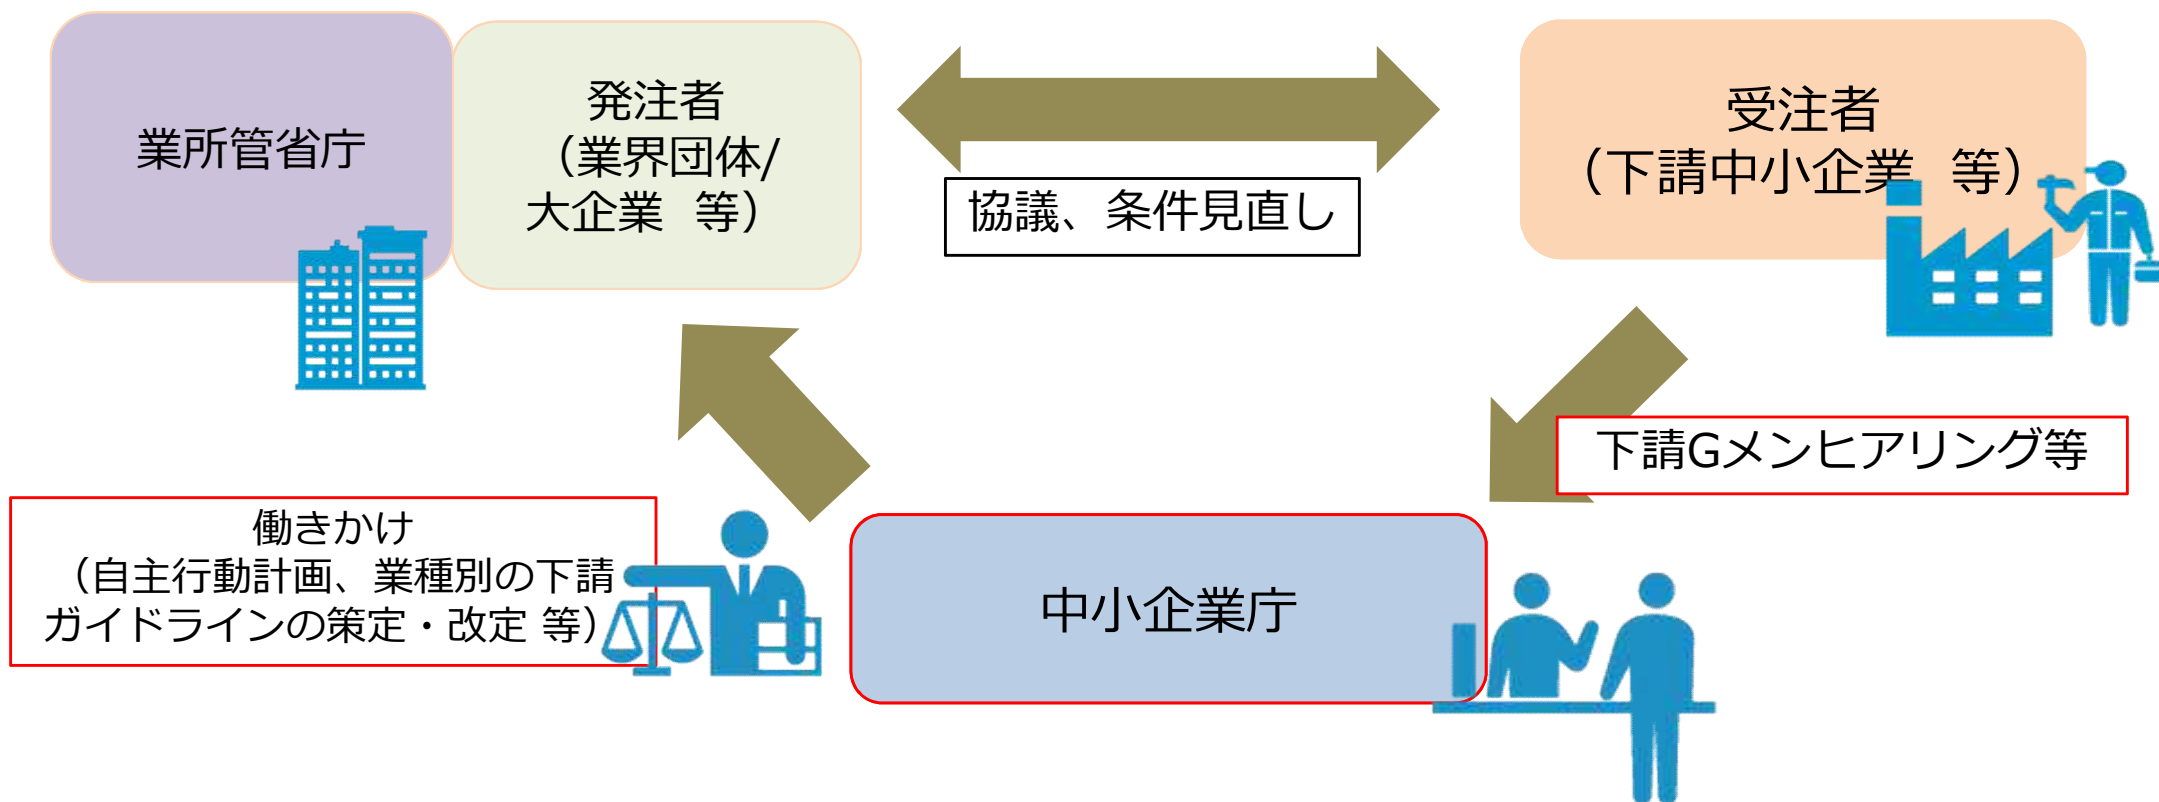 業所管省庁
発注者
（業界団体/
大企業 等）
協議、条件見直し
受注者
（下請中小企業 等）
下請Gメンヒアリング等
働きかけ
（自主行動計画、業種別の下請
ガイドラインの策定・改定 等）
中小企業庁